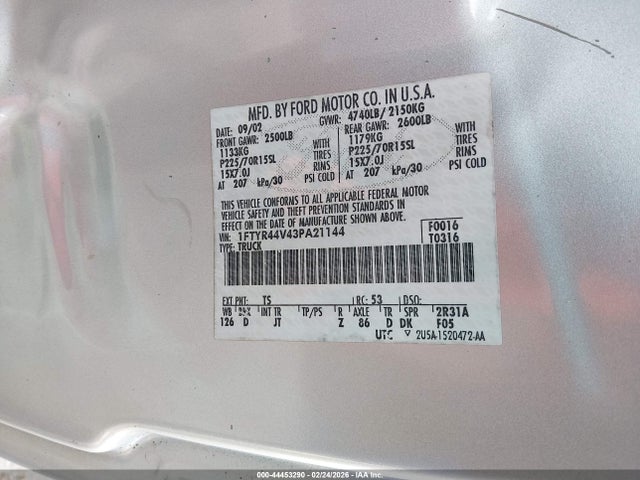 MFD. BY FORD MOTOR CO. IN U.S.A.
09/02 GVWR: 4740LB/ 2150KG
FRONT GAWR: 2500LB REAR GAWR: 2600LB
1133KG WITH 1179KG WITH
P225/70R15SL TIRES P225/70R15SL TIRES
15X7.0J RIMS 15X7.0J RIMS
AT 207 kPa/30 PSI COLD AT 207 kPa/30 PSI COLD
THIS VEHICLE CONFORMS TO ALL APPLICABLE FEDERAL MOTOR
VEHICLE SAFETY AND THEFT PREVENTION STANDARDS IN
EFFECT ON THE DATE OF MANUFACTURE SHOWN ABOVE.
VIN: 1FTYR44V43PA21144 F0016
TYPE: TRUCK T0316
EXT PNT: TS RC: 53 DSO:
WB INT TR TP/PS R AXLE TR SPR 2R31A
126 D JT Z 86 D DK F05
UTC 2U5A-1520472-AA
000-44453290 - 02/24/2026 - IAA Inc.